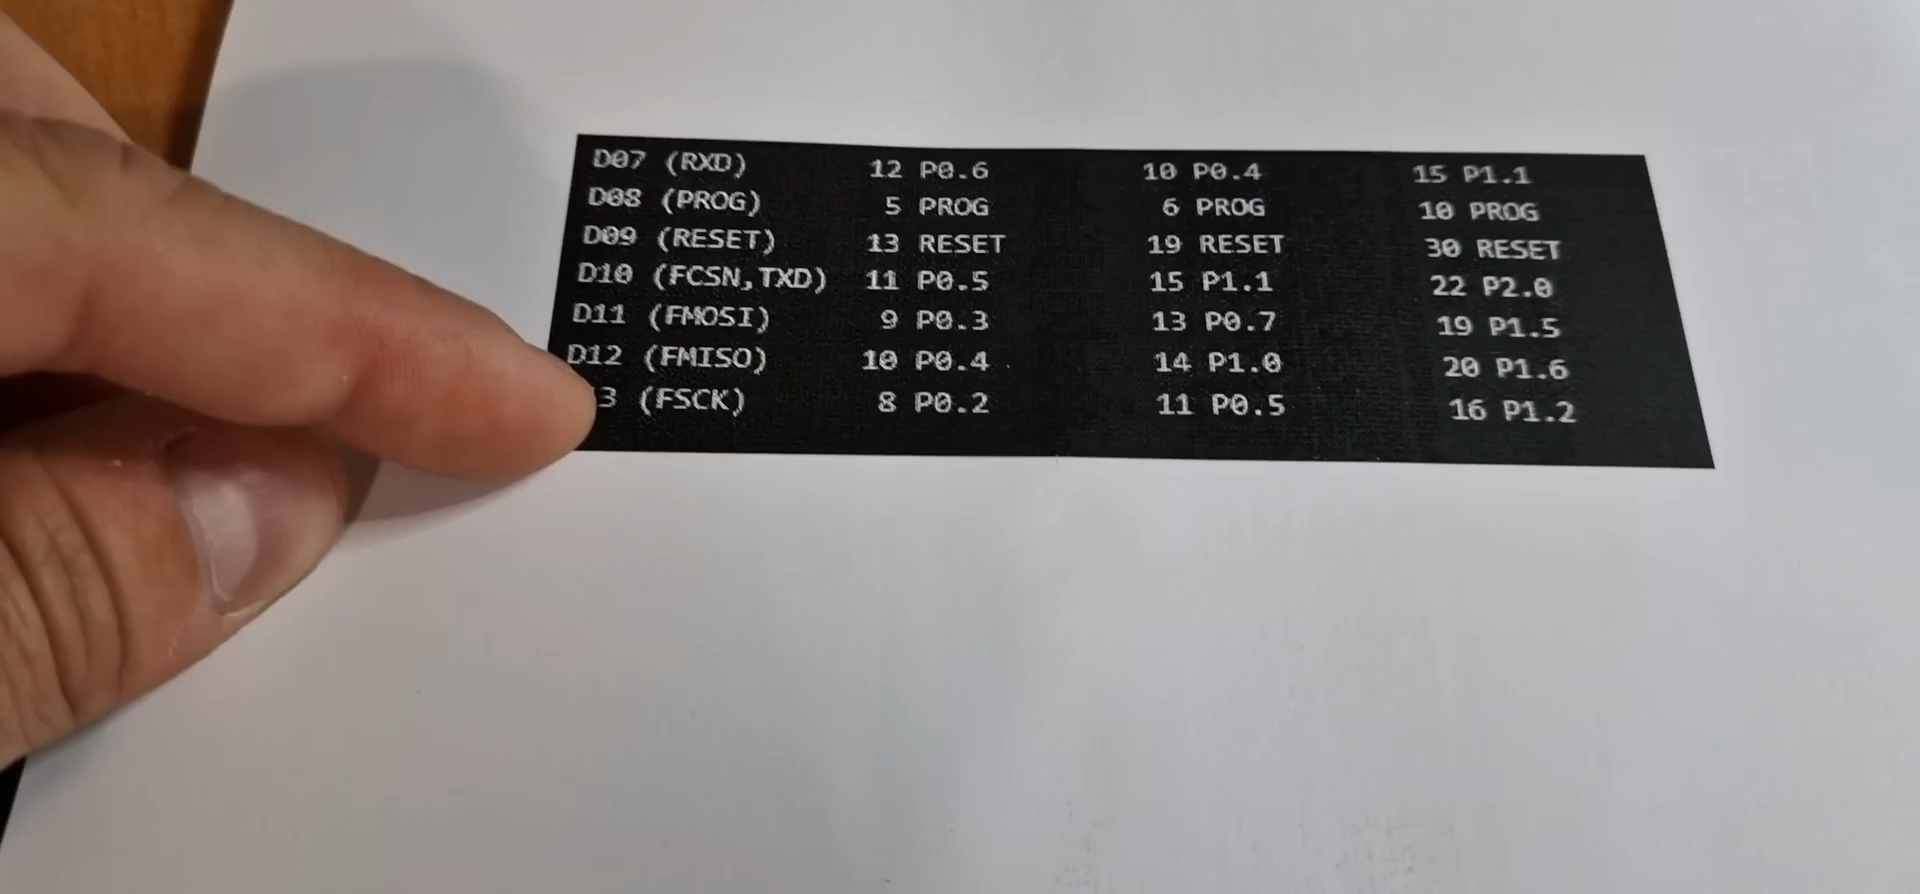 D07 (RXD) 12 P0.6 10 P0.4 15 P1.1
D08 (PROG) 5 PROG 6 PROG 10 PROG
D09 (RESET) 13 RESET 19 RESET 30 RESET
D10 (FCSN,TXD) 11 P0.5 15 P1.1 22 P2.0
D11 (FMOSI) 9 P0.3 13 P0.7 19 P1.5
D12 (FMISO) 10 P0.4 14 P1.0 20 P1.6
3 (FSCK) 8 P0.2 11 P0.5 16 P1.2